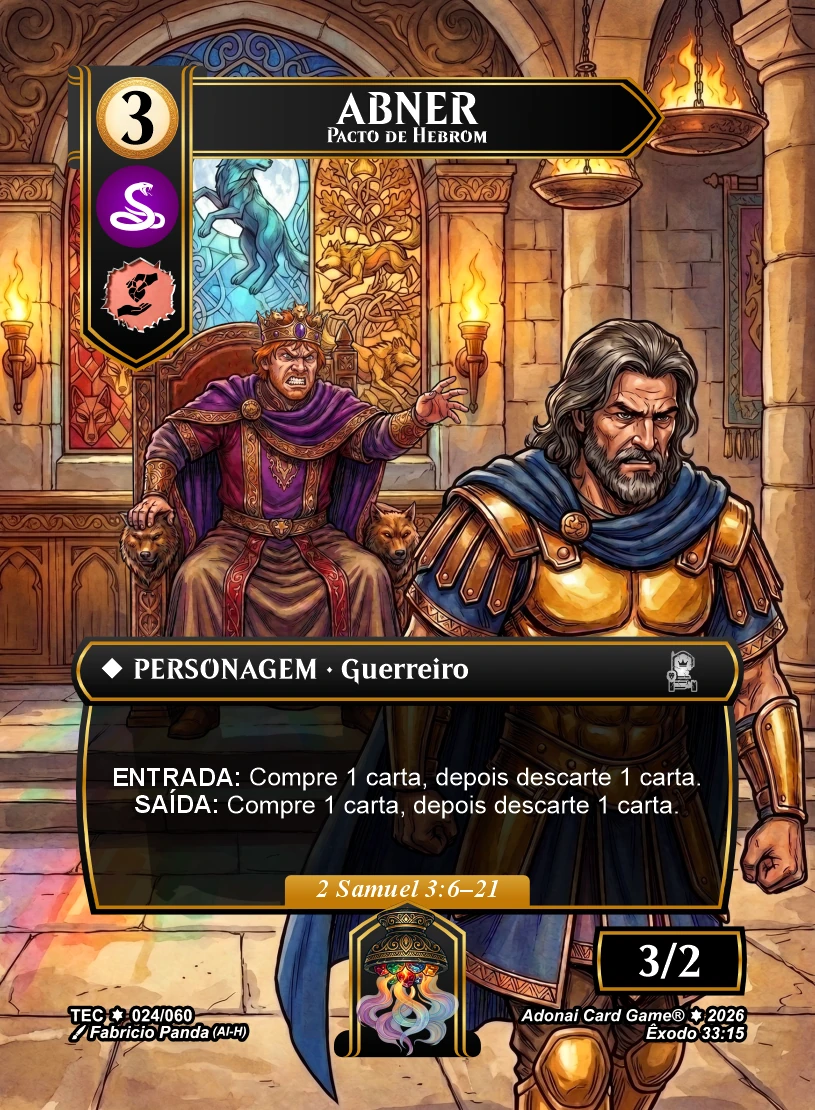 3
ABNER
Pacto de Hebrom
◆ PERSONAGEM · Guerreiro
ENTRADA: Compre 1 carta, depois descarte 1 carta.
SAÍDA: Compre 1 carta, depois descarte 1 carta.
2 Samuel 3:6–21
3/2
TEC ✸ 024/060
Fabricio Panda (AI-H)
Adonai Card Game® ✸ 2026
Êxodo 33:15